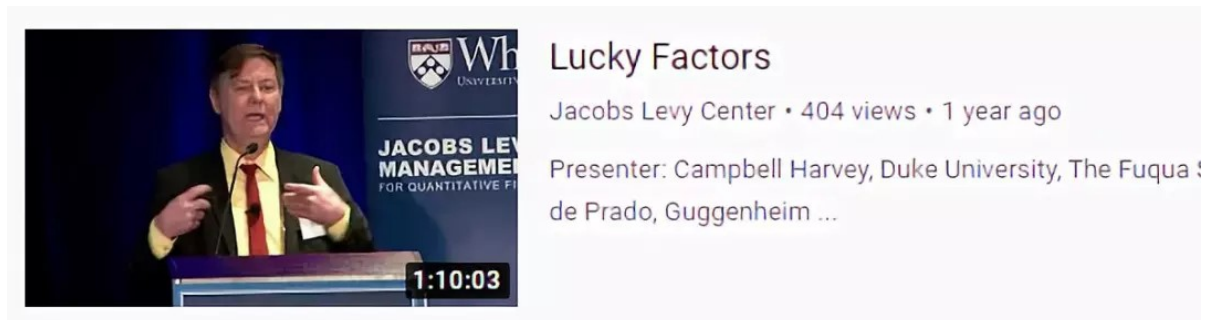 Wh
UNIVERSITY
JACOBS LEV
MANAGEME
FOR QUANTITATIVE FI
1:10:03
Lucky Factors
Jacobs Levy Center • 404 views • 1 year ago
Presenter: Campbell Harvey, Duke University, The Fuqua S
de Prado, Guggenheim ...